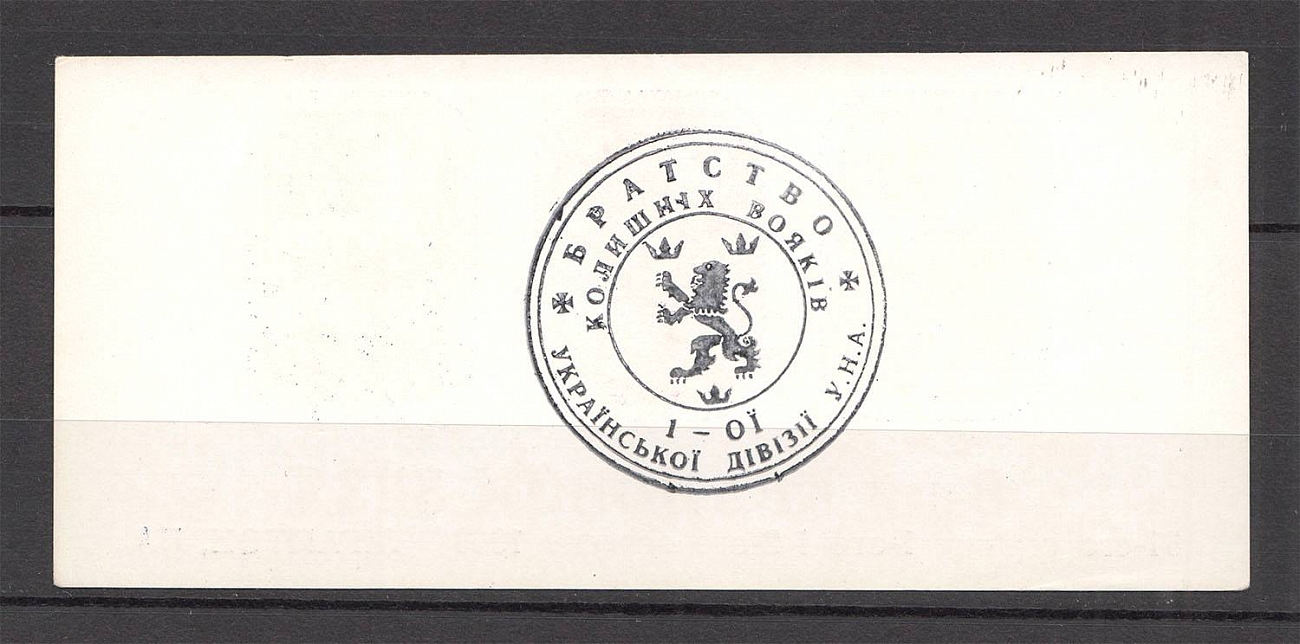 БРАТСТВО
КОЛИШНІХ ВОЯКІВ
1-ОЇ
УКРАЇНСЬКОЇ ДІВІЗІЇ У.Н.А.